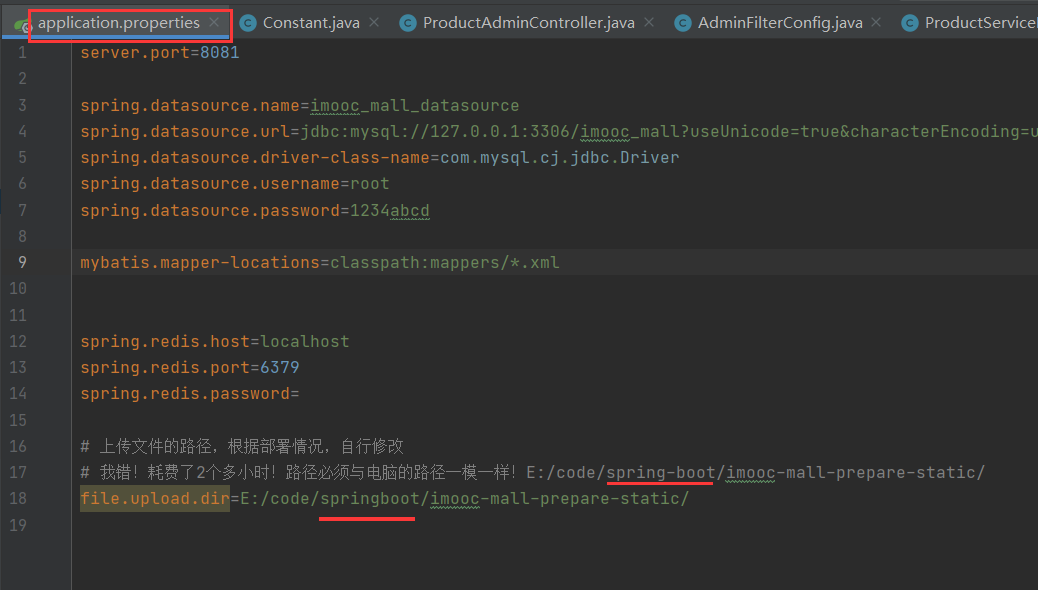 application.properties Constant.java ProductAdminController.java AdminFilterConfig.java ProductService
1 server.port=8081
2
3 spring.datasource.name=imooc_mall_datasource
4 spring.datasource.url=jdbc:mysql://127.0.0.1:3306/imooc_mall?useUnicode=true&characterEncoding=u
5 spring.datasource.driver-class-name=com.mysql.cj.jdbc.Driver
6 spring.datasource.username=root
7 spring.datasource.password=1234abcd
8
9 mybatis.mapper-locations=classpath:mappers/*.xml
10
11
12 spring.redis.host=localhost
13 spring.redis.port=6379
14 spring.redis.password=
15
16 # 上传文件的路径，根据部署情况，自行修改
17 # 我错！耗费了2个多小时！路径必须与电脑的路径一模一样！E:/code/spring-boot/imooc-mall-prepare-static/
18 file.upload.dir=E:/code/springboot/imooc-mall-prepare-static/
19